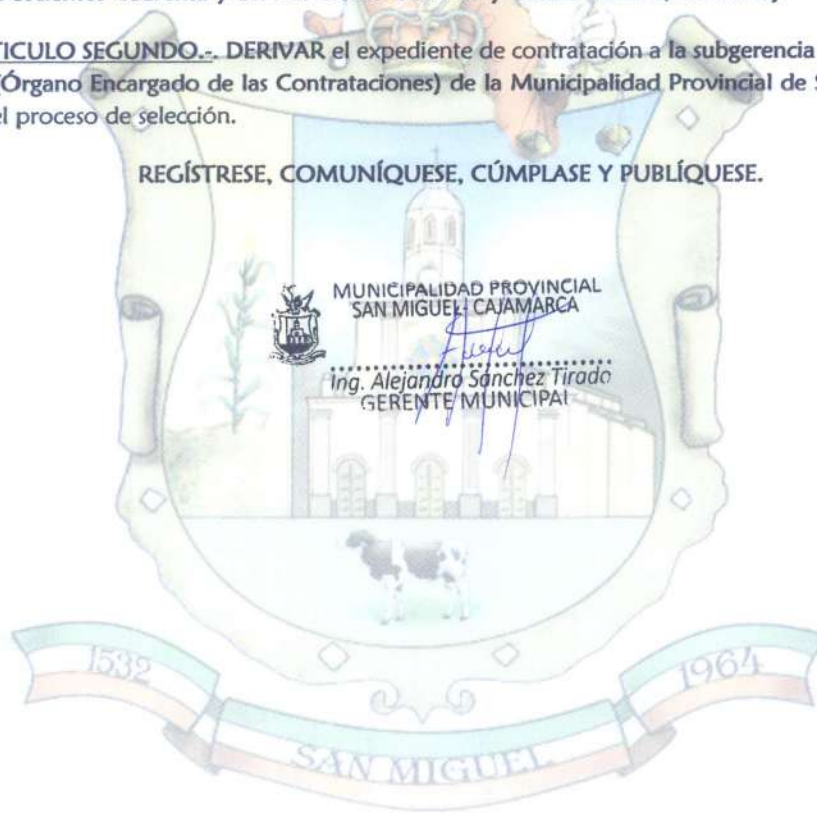 TICULO SEGUNDO.-. DERIVAR el expediente de contratación a la subgerencia
(Órgano Encargado de las Contrataciones) de la Municipalidad Provincial de S
el proceso de selección.
REGÍSTRESE, COMUNÍQUESE, CÚMPLASE Y PUBLÍQUESE.
MUNICIPALIDAD PROVINCIAL
SAN MIGUEL; CAJAMARCA
Ing. Alejandro Sánchez Tirado
GERENTE MUNICIPAL
1532
1964
SAN MIGUEL